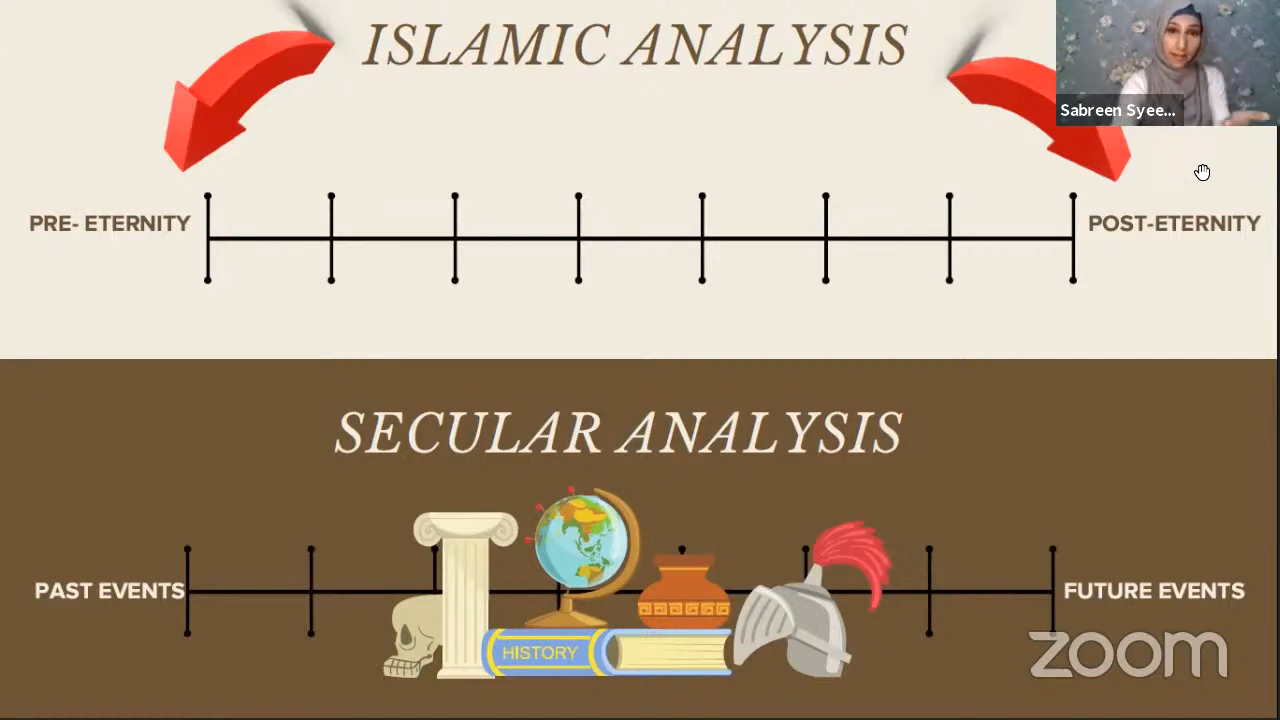 ISLAMIC ANALYSIS
Sabreen Syee...
PRE- ETERNITY
POST-ETERNITY
SECULAR ANALYSIS
PAST EVENTS
FUTURE EVENTS
HISTORY
zoom